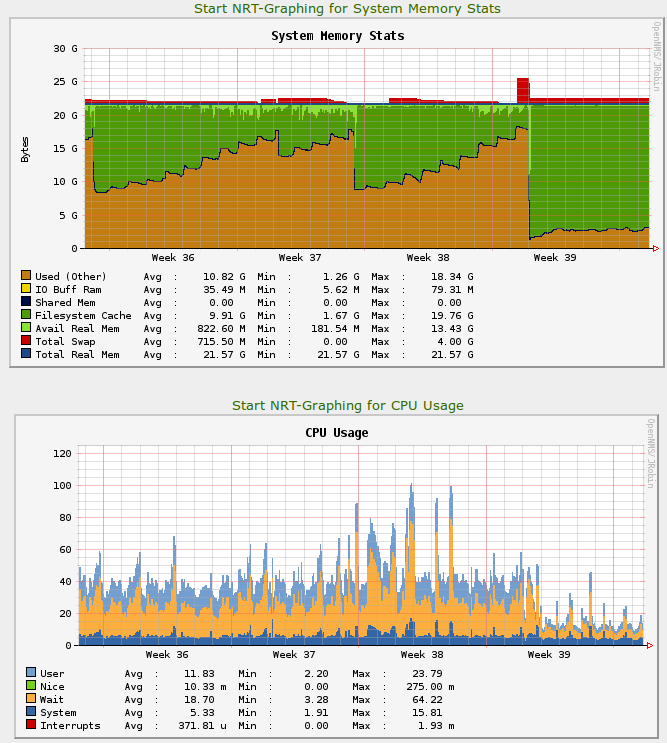 Start NRT-Graphing for System Memory Stats
System Memory Stats
OpenNMS/JRobin
30 G
25 G
20 G
15 G
10 G
5 G
0
Bytes
Week 36 Week 37 Week 38 Week 39
Used (Other) Avg : 10.82 G Min : 1.26 G Max : 18.34 G
IO Buff Ram Avg : 35.49 M Min : 5.62 M Max : 79.31 M
Shared Mem Avg : 0.00 Min : 0.00 Max : 0.00
Filesystem Cache Avg : 9.91 G Min : 1.67 G Max : 19.76 G
Avail Real Mem Avg : 822.60 M Min : 181.54 M Max : 13.43 G
Total Swap Avg : 715.50 M Min : 0.00 Max : 4.00 G
Total Real Mem Avg : 21.57 G Min : 21.57 G Max : 21.57 G
Start NRT-Graphing for CPU Usage
CPU Usage
OpenNMS/JRobin
120
100
80
60
40
20
0
Week 36 Week 37 Week 38 Week 39
User Avg : 11.83 Min : 2.20 Max : 23.79
Nice Avg : 10.33 m Min : 0.00 Max : 275.00 m
Wait Avg : 18.70 Min : 3.28 Max : 64.22
System Avg : 5.33 Min : 1.91 Max : 15.81
Interrupts Avg : 371.81 u Min : 0.00 Max : 1.93 m